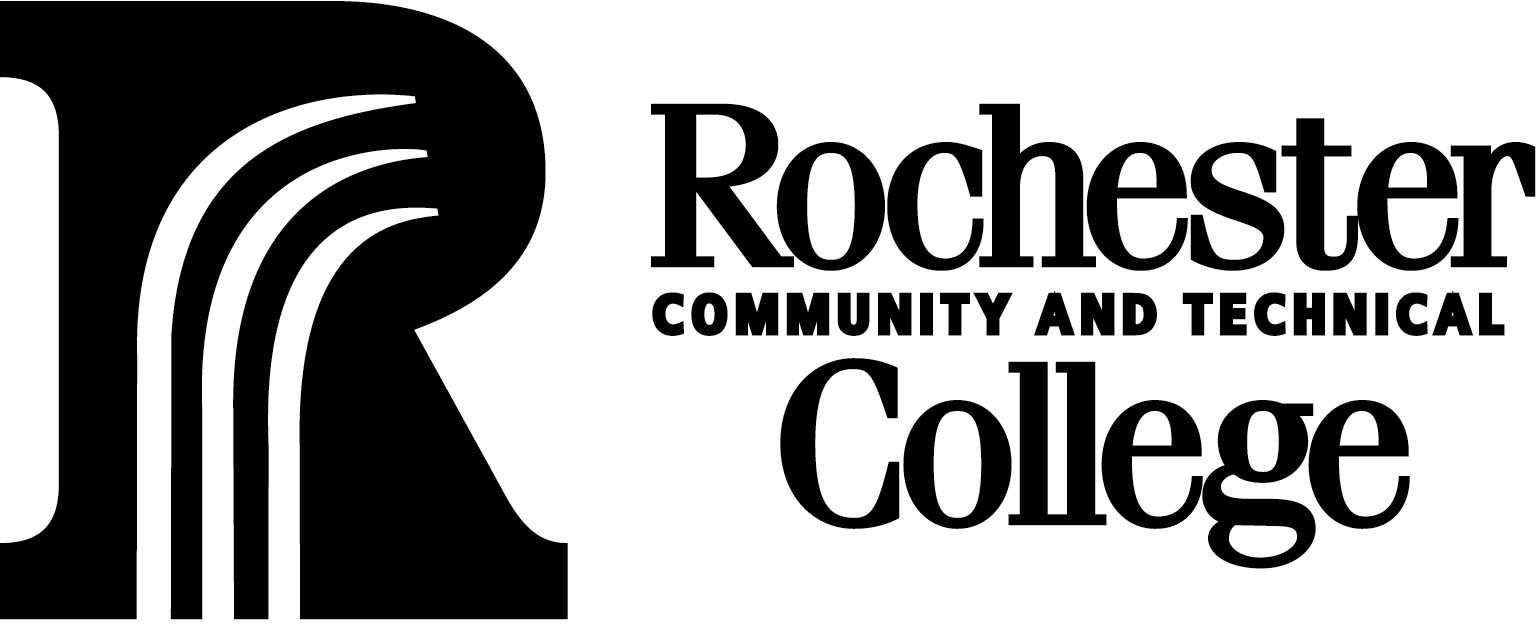 R
Rochester
COMMUNITY AND TECHNICAL
College